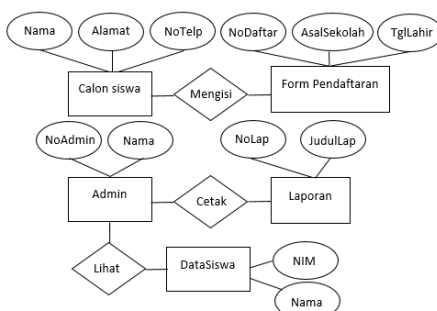 Nama
Alamat
NoTelp
NoDaftar
AsalSekolah
TglLahir
Calon siswa
Mengisi
Form Pendaftaran
NoAdmin
Nama
NoLap
JudulLap
Admin
Cetak
Laporan
Lihat
DataSiswa
NIM
Nama